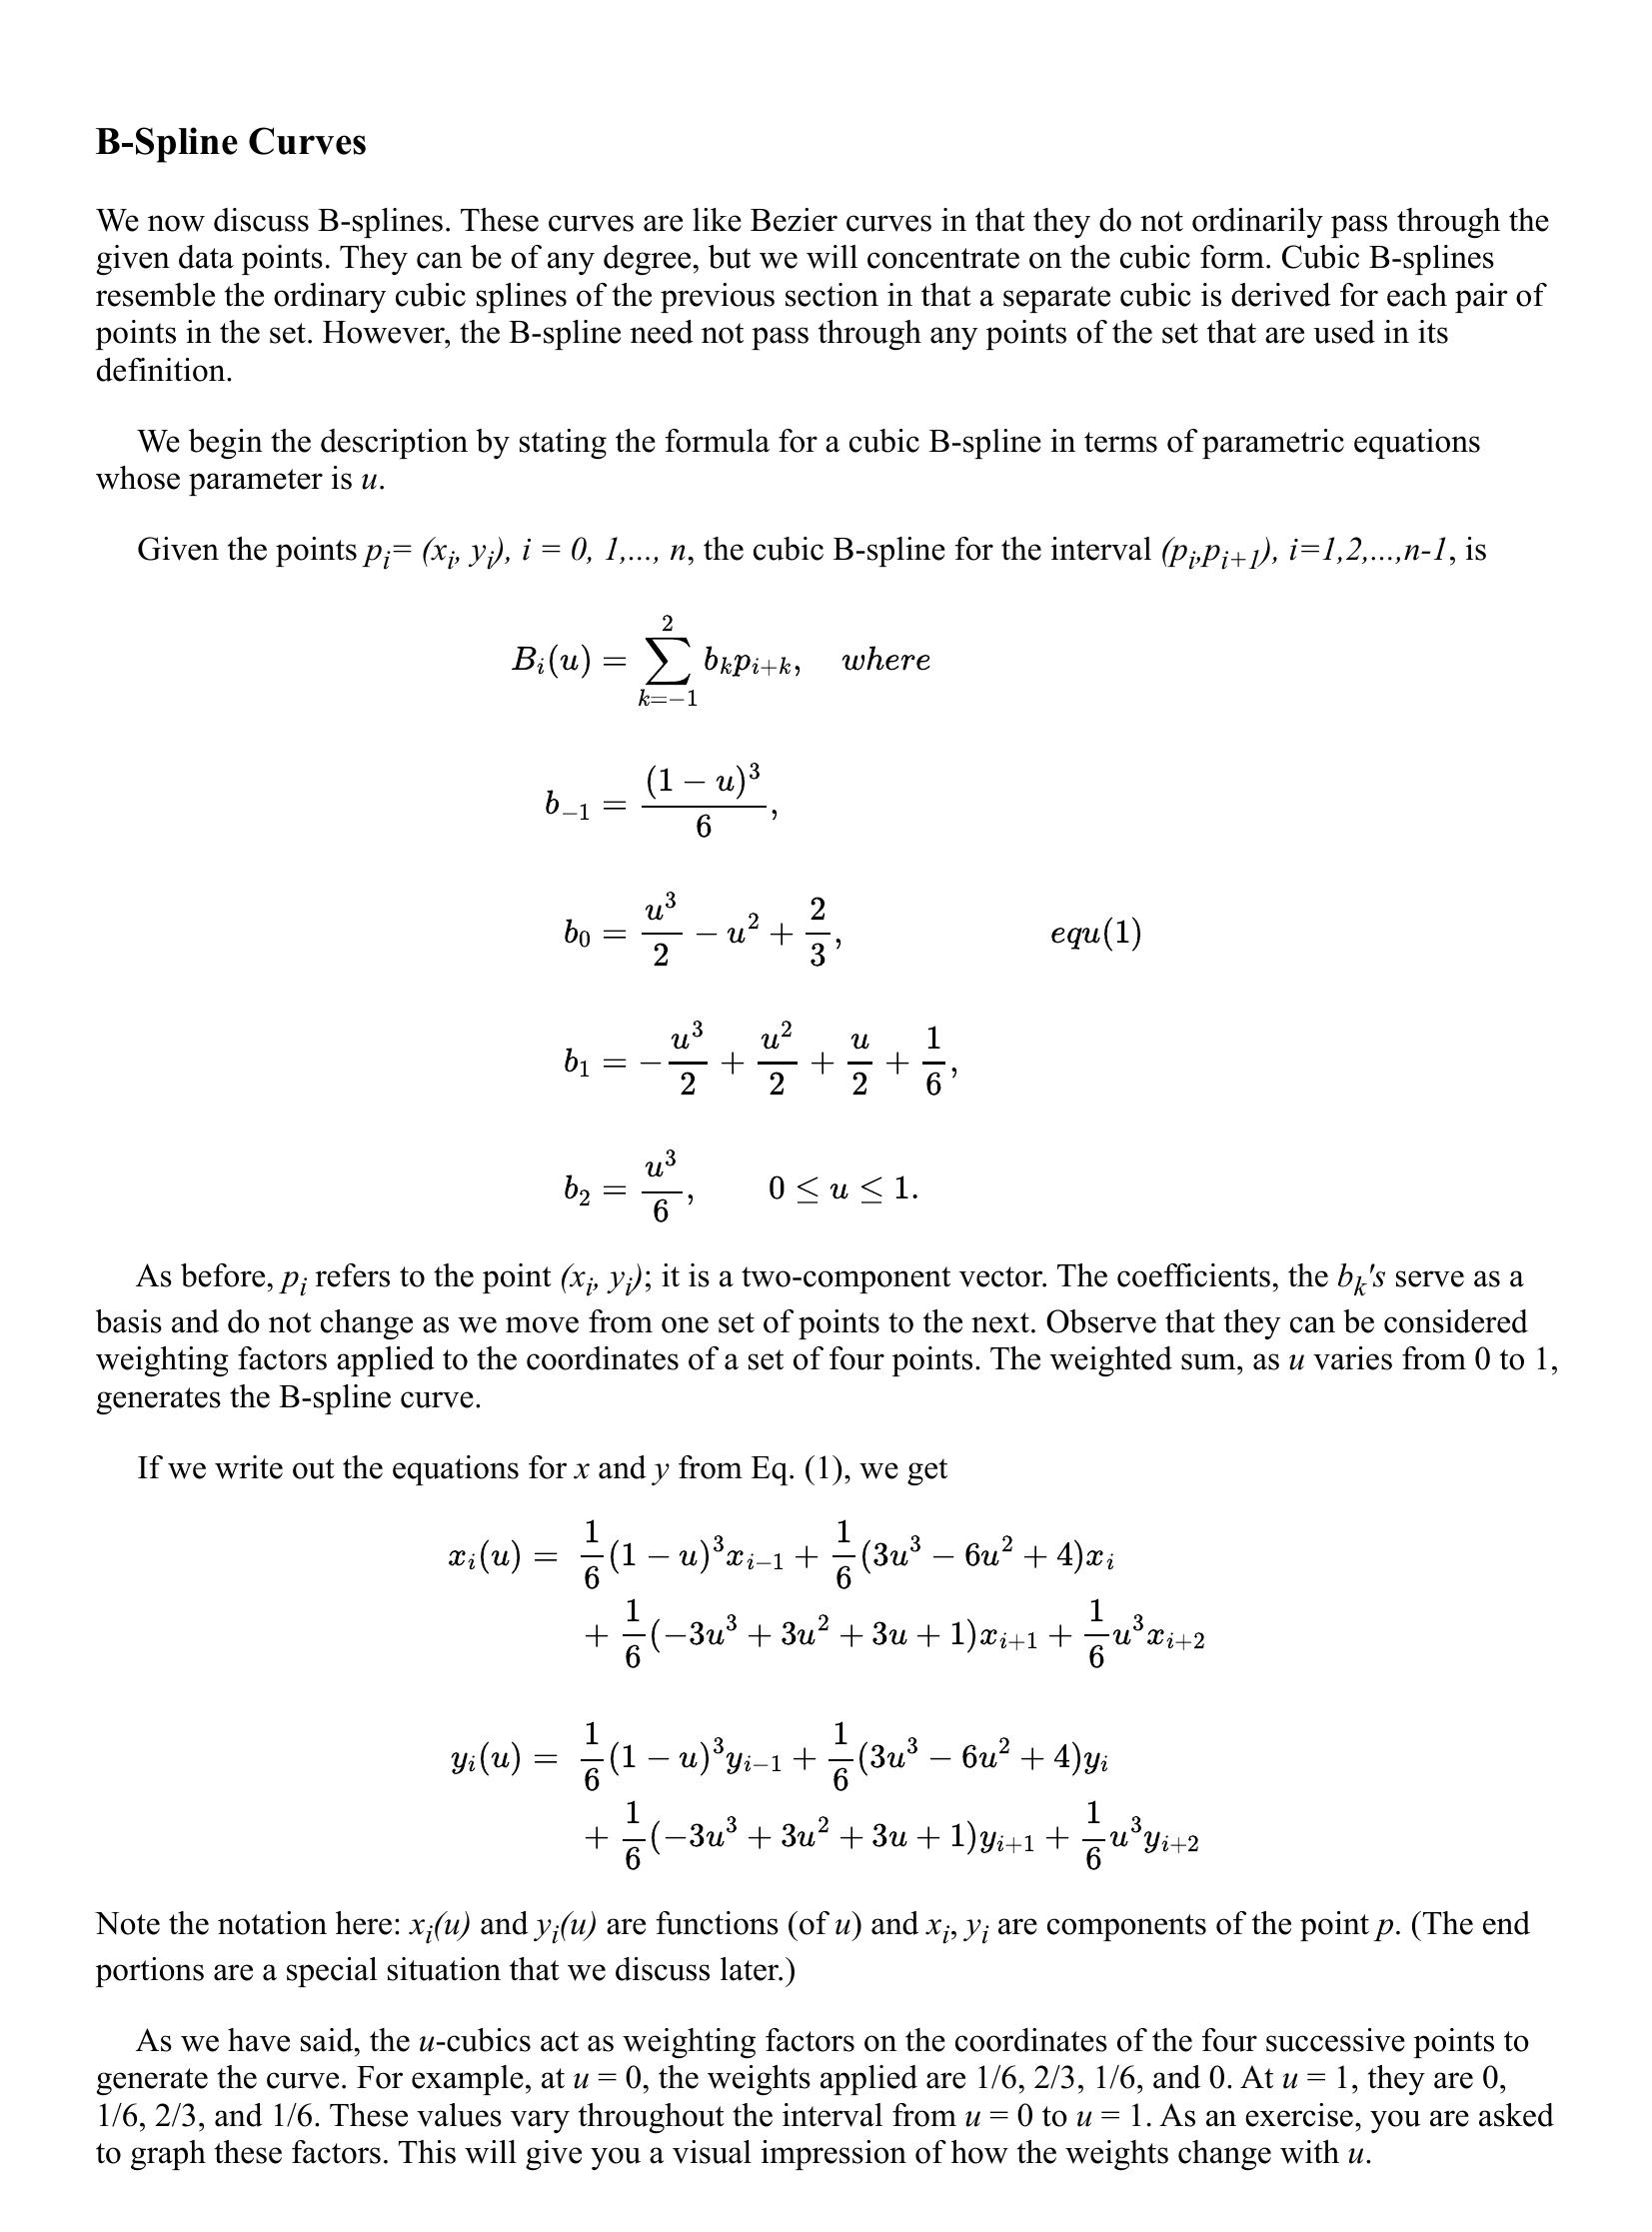 B-Spline Curves
We now discuss B-splines. These curves are like Bezier curves in that they do not ordinarily pass through the
given data points. They can be of any degree, but we will concentrate on the cubic form. Cubic B-splines
resemble the ordinary cubic splines of the previous section in that a separate cubic is derived for each pair of
points in the set. However, the B-spline need not pass through any points of the set that are used in its
definition.
We begin the description by stating the formula for a cubic B-spline in terms of parametric equations
whose parameter is u.
Given the points p_i= (x_i, y_i), i = 0, 1,..., n, the cubic B-spline for the interval (p_i,p_{i+1}), i=1,2,...,n-1, is
B_i(u) = \sum_{k=-1}^{2} b_k p_{i+k}, where
b_{-1} = \frac{(1 - u)^3}{6},
b_0 = \frac{u^3}{2} - u^2 + \frac{2}{3}, equ(1)
b_1 = -\frac{u^3}{2} + \frac{u^2}{2} + \frac{u}{2} + \frac{1}{6},
b_2 = \frac{u^3}{6}, 0 ≤ u ≤ 1.
As before, p_i refers to the point (x_i, y_i); it is a two-component vector. The coefficients, the b_k's serve as a
basis and do not change as we move from one set of points to the next. Observe that they can be considered
weighting factors applied to the coordinates of a set of four points. The weighted sum, as u varies from 0 to 1,
generates the B-spline curve.
If we write out the equations for x and y from Eq. (1), we get
x_i(u) = \frac{1}{6}(1 - u)^3 x_{i-1} + \frac{1}{6}(3u^3 - 6u^2 + 4)x_i
+ \frac{1}{6}(-3u^3 + 3u^2 + 3u + 1)x_{i+1} + \frac{1}{6}u^3 x_{i+2}
y_i(u) = \frac{1}{6}(1 - u)^3 y_{i-1} + \frac{1}{6}(3u^3 - 6u^2 + 4)y_i
+ \frac{1}{6}(-3u^3 + 3u^2 + 3u + 1)y_{i+1} + \frac{1}{6}u^3 y_{i+2}
Note the notation here: x_i(u) and y_i(u) are functions (of u) and x_i, y_i are components of the point p. (The end
portions are a special situation that we discuss later.)
As we have said, the u-cubics act as weighting factors on the coordinates of the four successive points to
generate the curve. For example, at u = 0, the weights applied are 1/6, 2/3, 1/6, and 0. At u = 1, they are 0,
1/6, 2/3, and 1/6. These values vary throughout the interval from u = 0 to u = 1. As an exercise, you are asked
to graph these factors. This will give you a visual impression of how the weights change with u.